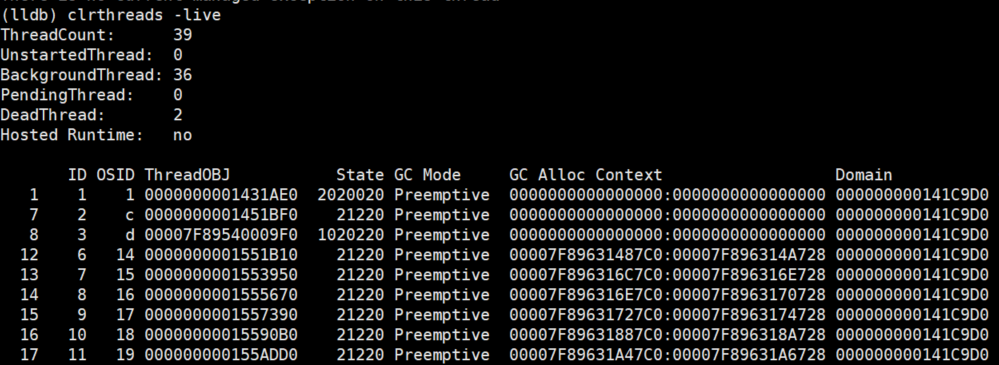 (lldb) clrthreads -live
ThreadCount:      39
UnstartedThread:  0
BackgroundThread: 36
PendingThread:    0
DeadThread:       2
Hosted Runtime:   no
ID OSID ThreadOBJ           State GC Mode     GC Alloc Context                  Domain
1    1    1 0000000001431AE0  2020020 Preemptive  0000000000000000:0000000000000000 000000000141C9D0
7    2    c 0000000001451BF0    21220 Preemptive  0000000000000000:0000000000000000 000000000141C9D0
8    3    d 00007F89540009F0  1020220 Preemptive  0000000000000000:0000000000000000 000000000141C9D0
12    6   14 0000000001551B10    21220 Preemptive  00007F89631487C0:00007F896314A728 000000000141C9D0
13    7   15 0000000001553950    21220 Preemptive  00007F896316C7C0:00007F896316E728 000000000141C9D0
14    8   16 0000000001555670    21220 Preemptive  00007F896316E7C0:00007F8963170728 000000000141C9D0
15    9   17 0000000001557390    21220 Preemptive  00007F89631727C0:00007F8963174728 000000000141C9D0
16   10   18 00000000015590B0    21220 Preemptive  00007F89631887C0:00007F896318A728 000000000141C9D0
17   11   19 000000000155ADD0    21220 Preemptive  00007F89631A47C0:00007F89631A6728 000000000141C9D0